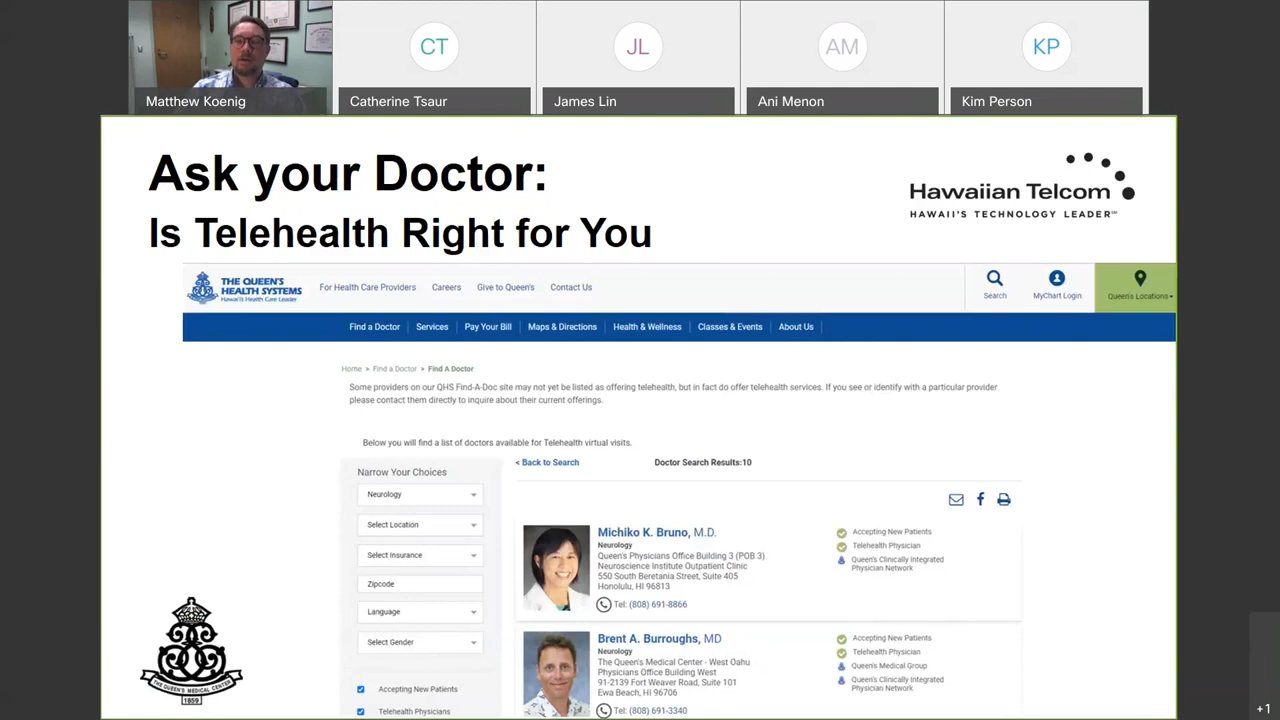 CT
JL
AM
KP
Matthew Koenig
Catherine Tsaur
James Lin
Ani Menon
Kim Person
Ask your Doctor:
Is Telehealth Right for You
Hawaiian Telcom
HAWAII'S TECHNOLOGY LEADER℠
THE QUEEN'S
HEALTH SYSTEMS
Hawai‘i's Health Care Leader
For Health Care Providers
Careers
Give to Queen's
Contact Us
Search
MyChart Login
Queen's Locations
Find a Doctor
Services
Pay Your Bill
Maps & Directions
Health & Wellness
Classes & Events
About Us
Home > Find a Doctor > Find A Doctor
Some providers on our QHS Find-A-Doc site may not yet be listed as offering telehealth, but in fact do offer telehealth services. If you see or identify with a particular provider
please contact them directly to inquire about their current offerings.
Below you will find a list of doctors available for Telehealth virtual visits.
Narrow Your Choices
Neurology
Select Location
Select Insurance
Zipcode
Language
Select Gender
Accepting New Patients
Telehealth Physicians
< Back to Search
Doctor Search Results:10
Michiko K. Bruno, M.D.
Neurology
Queen's Physicians Office Building 3 (POB 3)
Neuroscience Institute Outpatient Clinic
550 South Beretania Street, Suite 405
Honolulu, HI 96813
Tel: (808) 691-8866
Accepting New Patients
Telehealth Physician
Queen's Clinically Integrated
Physician Network
Brent A. Burroughs, MD
Neurology
The Queen's Medical Center - West Oahu
Physicians Office Building West
91-2139 Fort Weaver Road, Suite 101
Ewa Beach, HI 96706
Tel: (808) 691-3340
Accepting New Patients
Telehealth Physician
Queen's Medical Group
Queen's Clinically Integrated
Physician Network
THE QUEEN'S MEDICAL CENTER
1859
+1